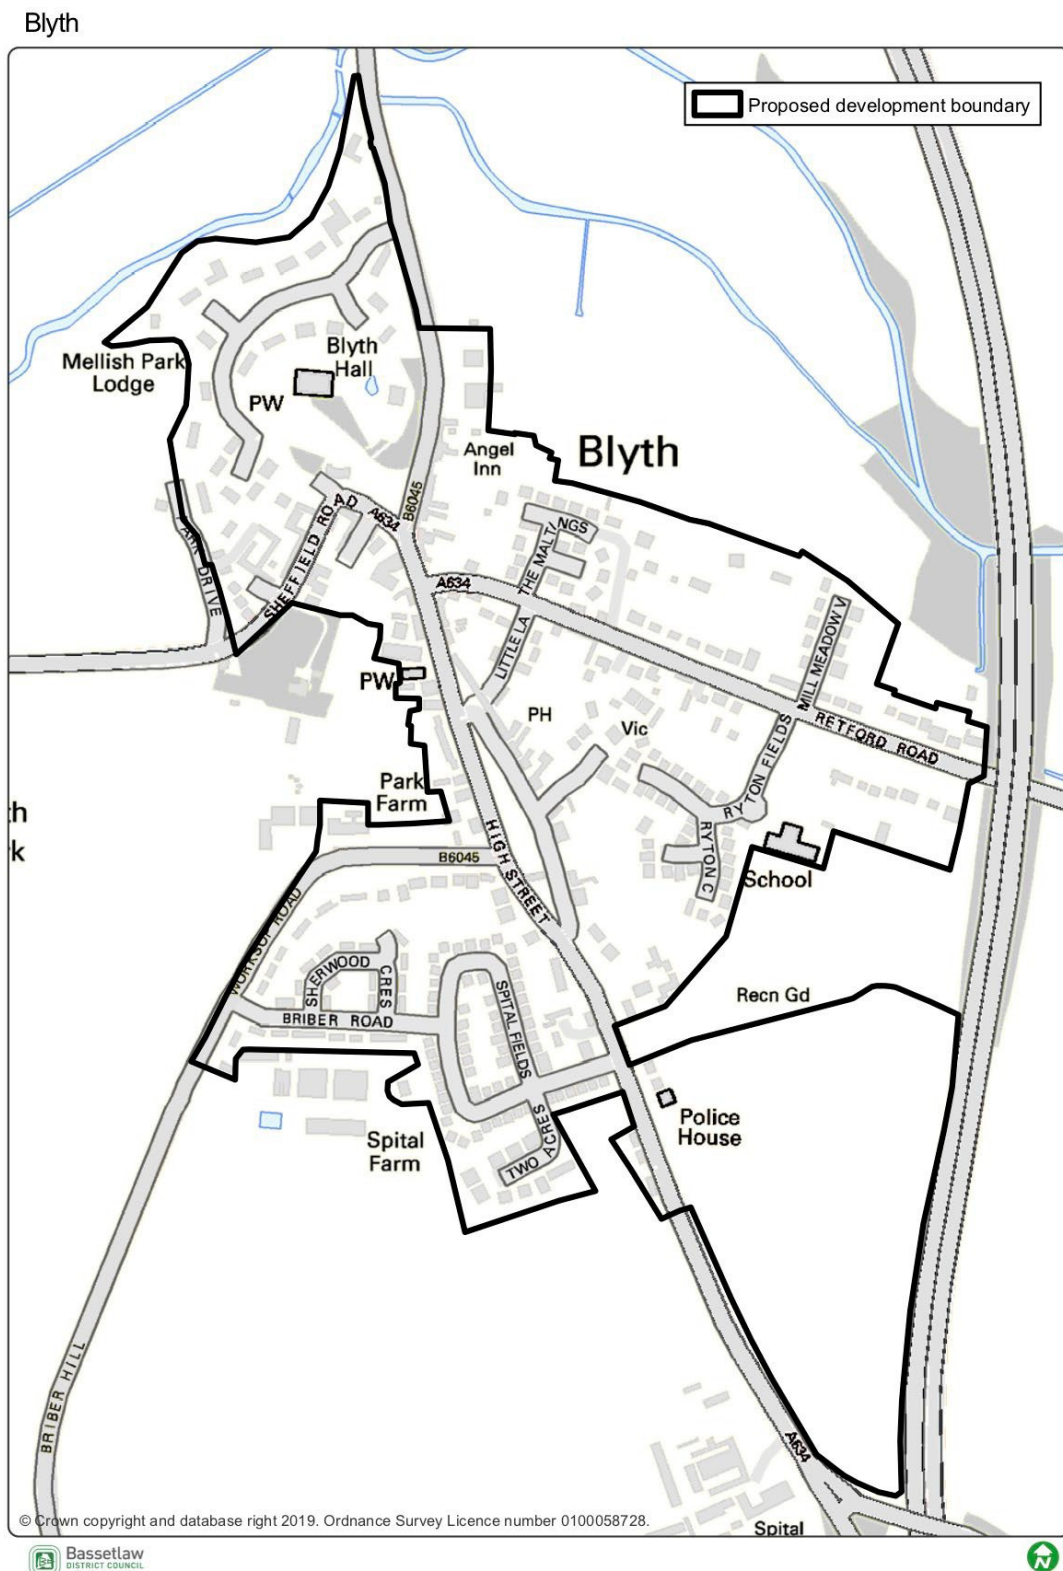 Blyth
Proposed development boundary
Mellish Park
Lodge
Blyth
Hall
PW
Angel
Inn
Blyth
B6045
SHEFFIELD ROAD
A634
THE MALTINGS
A634
DRIVE
LITTLE LA
MILL MEADOW V
PW
PH
Vic
RETFORD ROAD
RYTON FIELDS
Park
Farm
th
rk
HIGH STREET
B6045
RYTON C
School
WORKSOP ROAD
SHERWOOD
CRES
BRIBER ROAD
SPITAL FIELDS
Recn Gd
Police
House
Spital
Farm
TWO ACRES
BRIBER HILL
A634
© Crown copyright and database right 2019. Ordnance Survey Licence number 0100058728.
Spital
Bassetlaw
DISTRICT COUNCIL
N